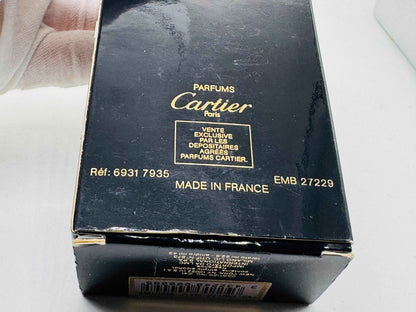 PARFUMS
Cartier
Paris
VENTE
EXCLUSIVE
PAR LES
DEPOSITAIRES
AGRÉÉS
PARFUMS CARTIER.
Réf: 6931 7935
EMB 27229
MADE IN FRANCE